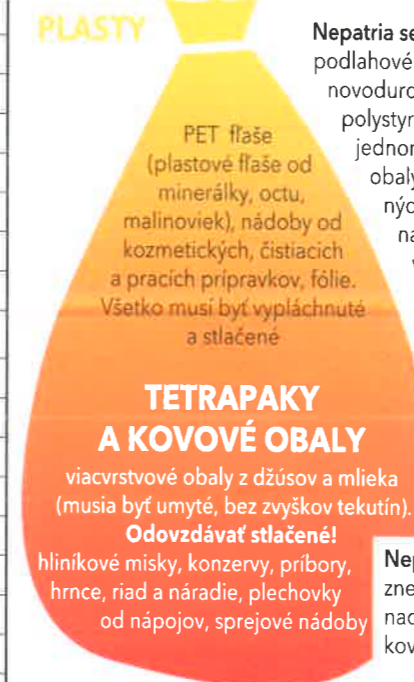 PLASTY
PET fľaše
(plastové fľaše od
minerálky, octu,
malinoviek), nádoby od
kozmetických, čistiacich
a pracích prípravkov, fólie.
Všetko musí byť vypláchnuté
a stlačené
Nepatria se
podlahové
novoduro
polystyr
jednor
obaly
nýc
na
TETRAPAKY
A KOVOVÉ OBALY
viacvrstvové obaly z džúsov a mlieka
(musia byť umyté, bez zvyškov tekutín).
Odovzdávať stlačené!
hliníkové misky, konzervy, príbory,
hrnce, riad a náradie, plechovky
od nápojov, sprejové nádoby
Nep
zne
nad
kov